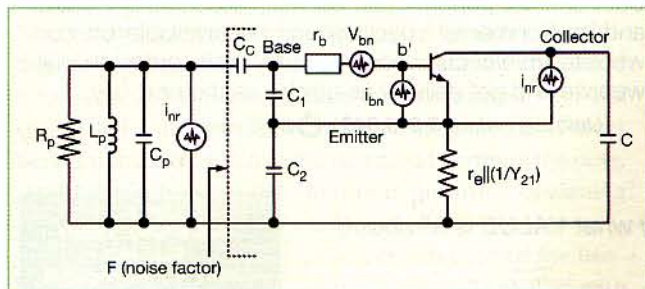 Collector
Base
r_b
V_bn
b'
C_C
C_1
i_nr
i_bn
i_nr
R_p
L_p
C_p
Emitter
C_2
r_e||(1/Y_21)
C
F (noise factor)